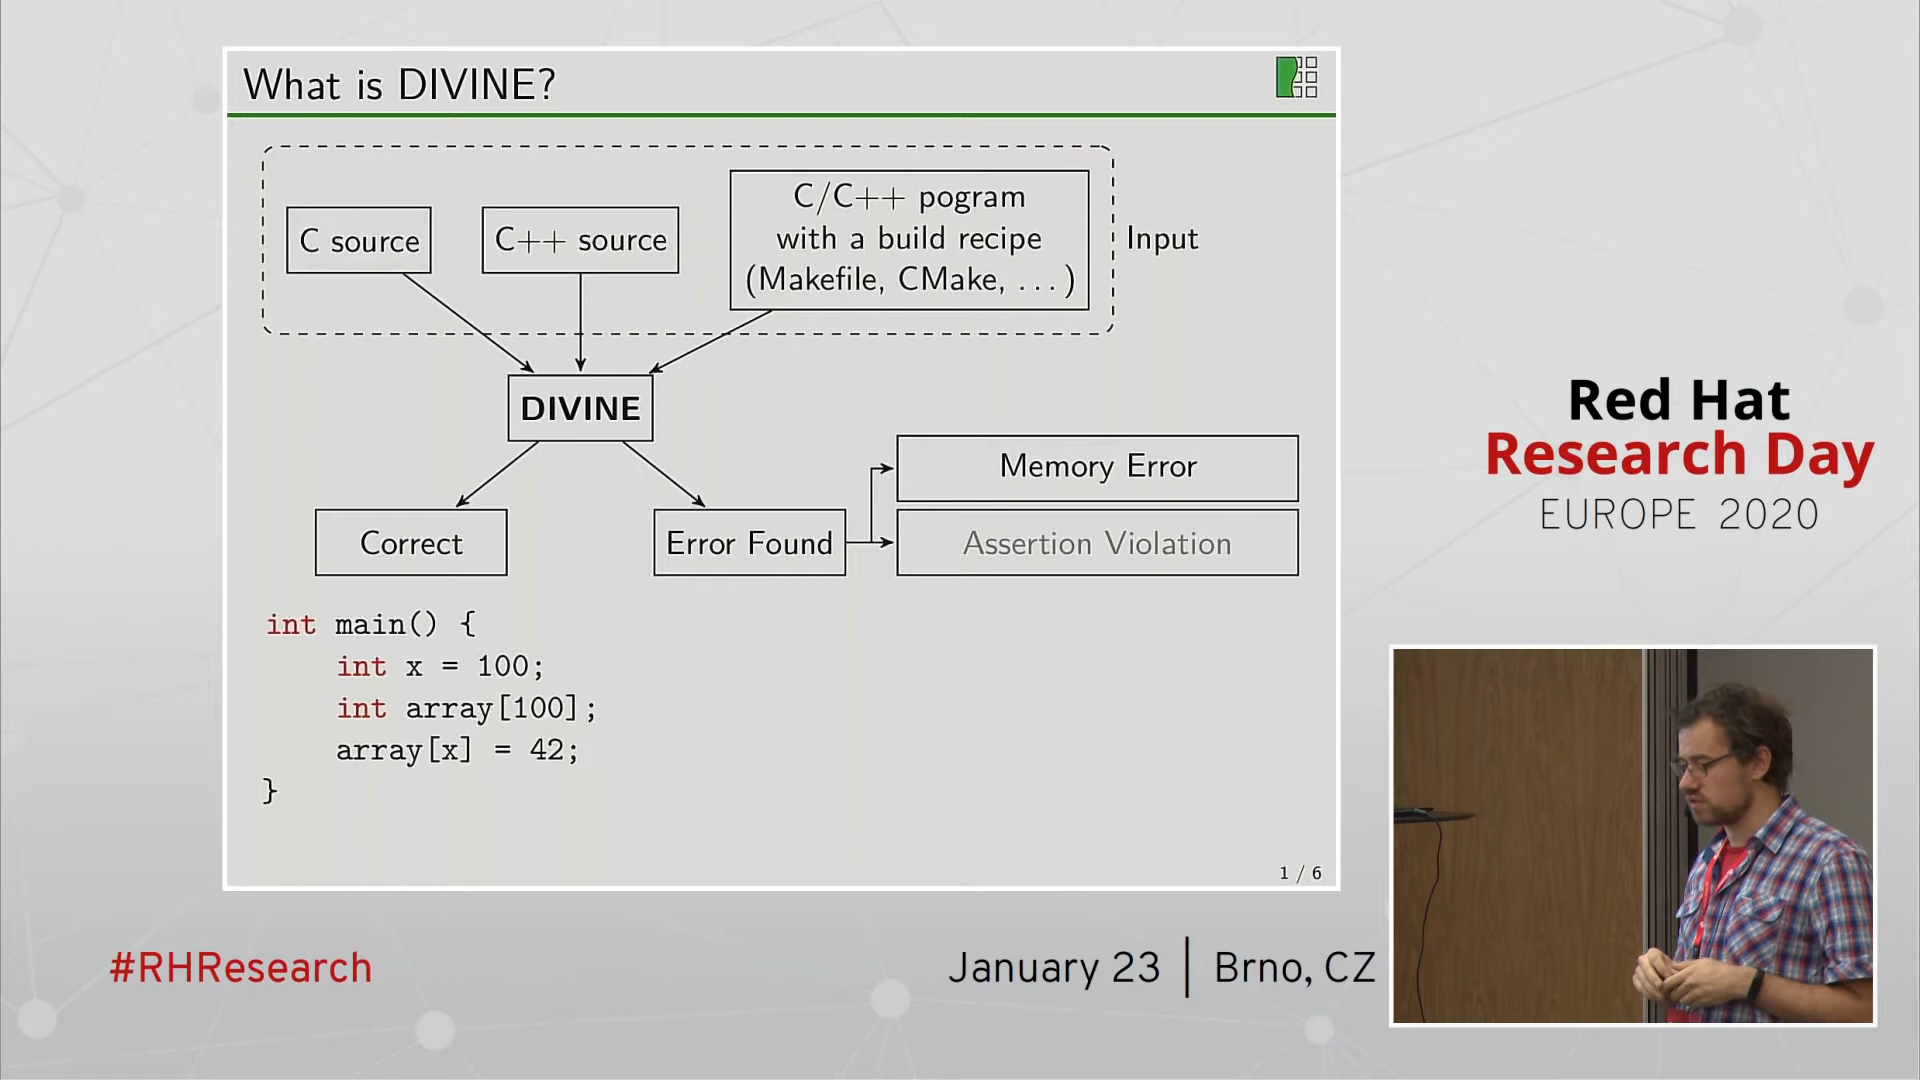 What is DIVINE?
C source
C++ source
C/C++ pogram
with a build recipe
(Makefile, CMake, ...)
Input
DIVINE
Memory Error
Correct
Error Found
Assertion Violation
int main() {
    int x = 100;
    int array[100];
    array[x] = 42;
}
1 / 6
Red Hat
Research Day
EUROPE 2020
#RHResearch
January 23 | Brno, CZ